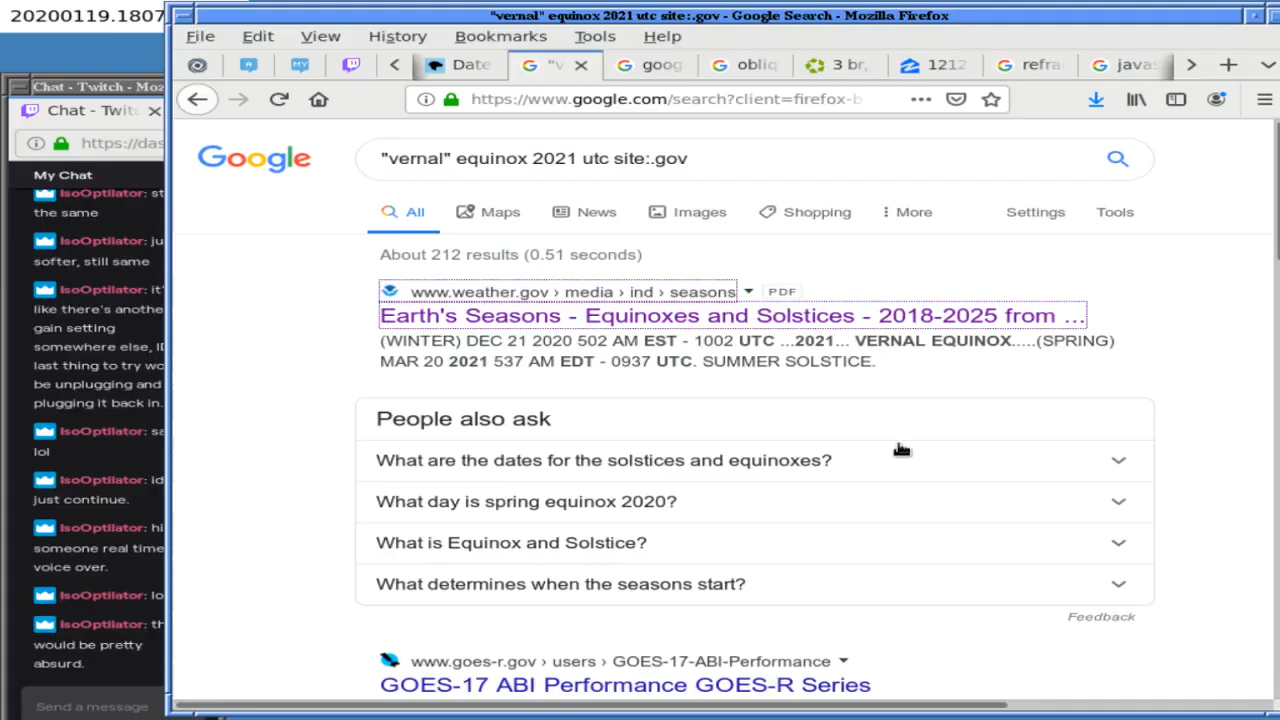 20200119.1807
"vernal" equinox 2021 utc site:.gov - Google Search - Mozilla Firefox
File Edit View History Bookmarks Tools Help
Date "v goog obliq 3 br 1212 refra javas
https://www.google.com/search?client=firefox-b
Chat - Twitch - Moz
Chat - Twit
https://das
My Chat
IsoOptilator: st
the same
IsoOptilator: ju
softer, still same
IsoOptilator: it'
like there's anothe
gain setting
somewhere else, ID
last thing to try wo
be unplugging and
plugging it back in.
IsoOptilator: sa
lol
IsoOptilator: id
just continue.
IsoOptilator: hi
someone real time
voice over.
IsoOptilator: lo
IsoOptilator: th
would be pretty
absurd.
Send a message
Google
"vernal" equinox 2021 utc site:.gov
All Maps News Images Shopping More Settings Tools
About 212 results (0.51 seconds)
www.weather.gov › media › ind › seasons PDF
Earth's Seasons - Equinoxes and Solstices - 2018-2025 from ...
(WINTER) DEC 21 2020 502 AM EST - 1002 UTC ...2021... VERNAL EQUINOX.....(SPRING)
MAR 20 2021 537 AM EDT - 0937 UTC. SUMMER SOLSTICE.
People also ask
What are the dates for the solstices and equinoxes?
What day is spring equinox 2020?
What is Equinox and Solstice?
What determines when the seasons start?
Feedback
www.goes-r.gov › users › GOES-17-ABI-Performance
GOES-17 ABI Performance GOES-R Series